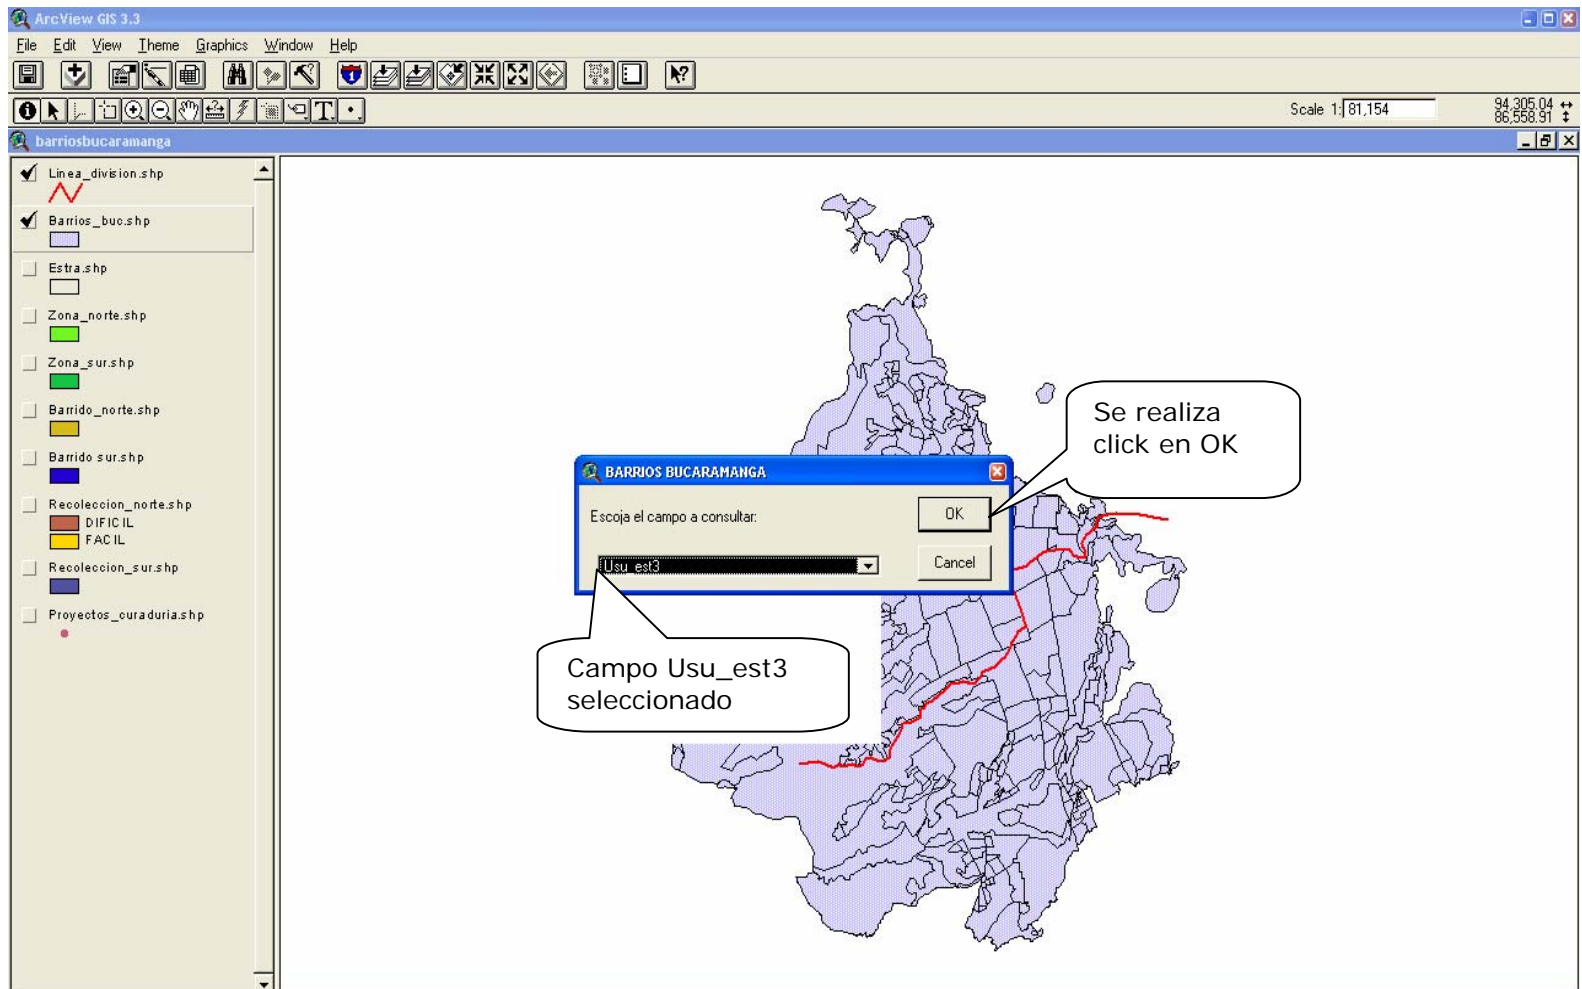 ArcView GIS 3.3
File Edit View Theme Graphics Window Help
Scale 1: 81,154
94,305.04
86,558.91
barriosbucaramanga
Linea_division.shp
Barrios_buc.shp
Estra.shp
Zona_norte.shp
Zona_sur.shp
Barrido_norte.shp
Barrido sur.shp
Recoleccion_norte.shp
DIFICIL
FACIL
Recoleccion_sur.shp
Proyectos_curaduria.shp
BARRIOS BUCARAMANGA
Escoja el campo a consultar:
OK
Usu_est3
Cancel
Se realiza
click en OK
Campo Usu_est3
seleccionado